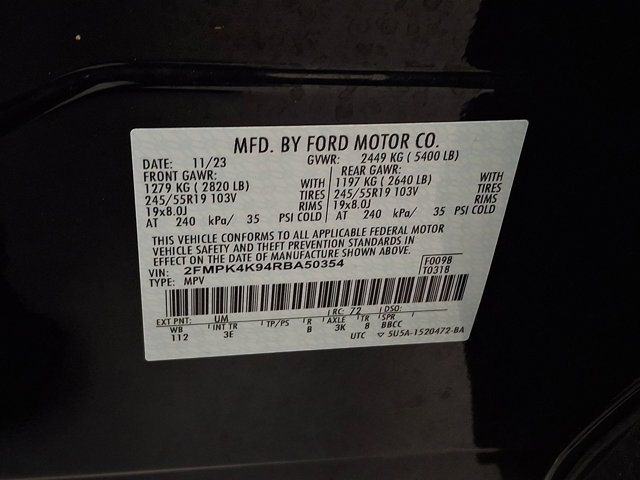 MFD. BY FORD MOTOR CO.
DATE: 11/23 GVWR: 2449 KG ( 5400 LB)
FRONT GAWR: REAR GAWR:
1279 KG ( 2820 LB) WITH 1197 KG ( 2640 LB) WITH
245/55R19 103V TIRES 245/55R19 103V TIRES
19x8.0J RIMS 19x8.0J RIMS
AT 240 kPa/ 35 PSI COLD AT 240 kPa/ 35 PSI COLD
THIS VEHICLE CONFORMS TO ALL APPLICABLE FEDERAL MOTOR
VEHICLE SAFETY AND THEFT PREVENTION STANDARDS IN
EFFECT ON THE DATE OF MANUFACTURE SHOWN ABOVE.
VIN: 2FMPK4K94RBA50354 F0098
TYPE: MPV T0318
EXT PNT: UM RC: 72 DSO:
WB INT TR TP/PS R AXLE TR SPR
112 3E B 3K 8 BBCC
UTC ▽ 5U5A-1520472-BA